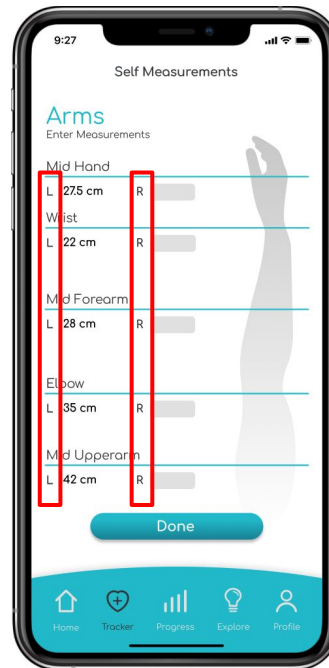 9:27
Self Measurements
Arms
Enter Measurements
Mid Hand
L 27.5 cm R
Wrist
L 22 cm R
Mid Forearm
L 28 cm R
Elbow
L 35 cm R
Mid Upperarm
L 42 cm R
Done
Home Tracker Progress Explore Profile